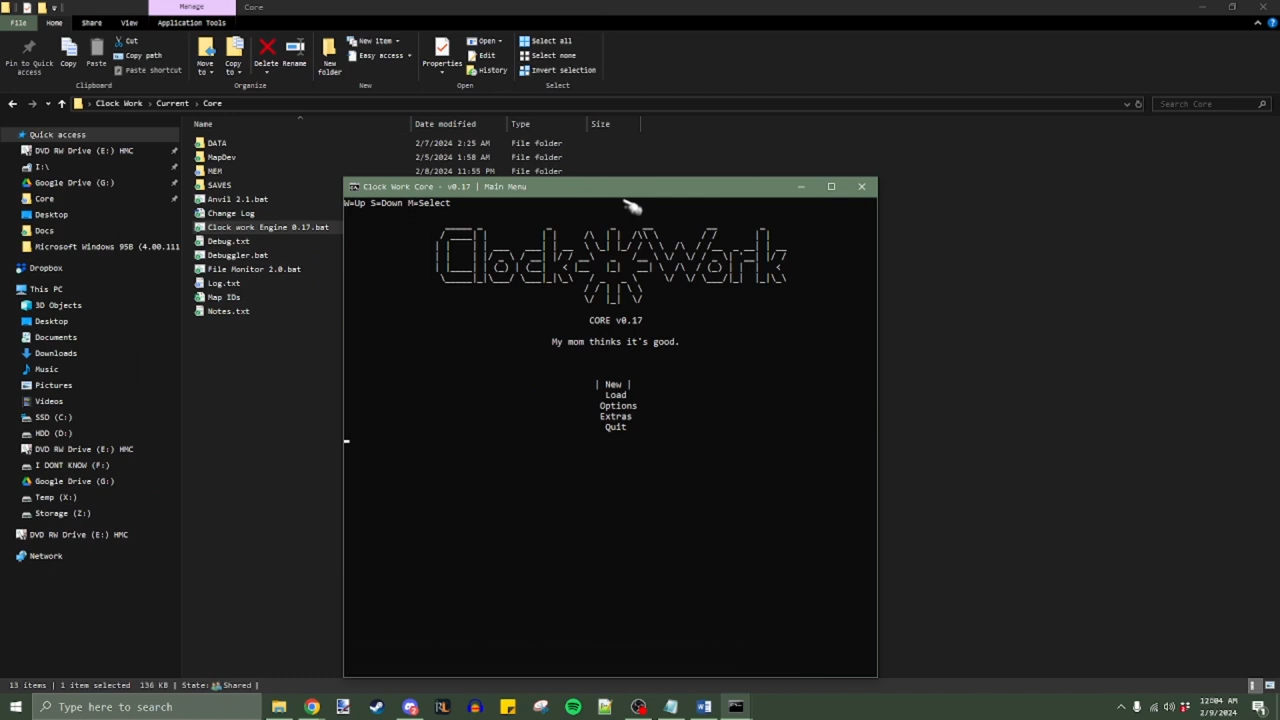 Manage
Core
File
Home
Share
View
Application Tools
Pin to Quick access
Copy
Paste
Cut
Copy path
Paste shortcut
Clipboard
Move to
Copy to
Delete
Rename
Organize
New folder
New item
Easy access
New
Properties
Open
Edit
History
Open
Select all
Select none
Invert selection
Select
Clock Work > Current > Core
Search Core
Quick access
DVD RW Drive (E:) HMC
I:\
Google Drive (G:)
Core
Desktop
Docs
Microsoft Windows 95B (4.00.111
Dropbox
This PC
3D Objects
Desktop
Documents
Downloads
Music
Pictures
Videos
SSD (C:)
HDD (D:)
DVD RW Drive (E:) HMC
I DONT KNOW (F:)
Google Drive (G:)
Temp (X:)
Storage (Z:)
DVD RW Drive (E:) HMC
Network
Name Date modified Type Size
DATA 2/7/2024 2:25 AM File folder
MapDev 2/5/2024 1:58 AM File folder
MER 2/8/2024 11:55 PM File folder
SAVES
Anvil 2.1.bat
Change Log
Clock work Engine 0.17.bat
Debug.txt
Debugger.bat
File Monitor 2.0.bat
Log.txt
Map IDs
Notes.txt
Clock Work Core - v0.17 | Main Menu
W=Up S=Down M=Select
Clock Work
CORE v0.17
My mom thinks it's good.
| New |
Load
Options
Extras
Quit
13 items 1 item selected 136 KB State: Shared
Type here to search
12:04 AM
2/9/2024